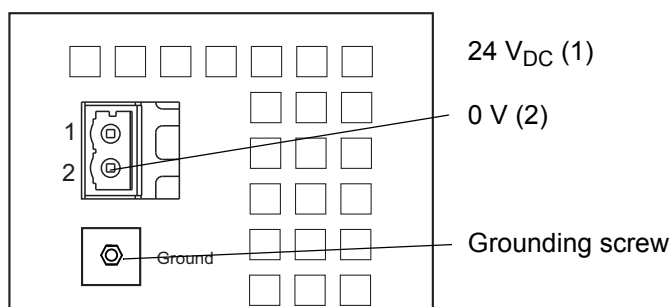 24 V_DC (1)
1
0 V (2)
2
Ground
Grounding screw